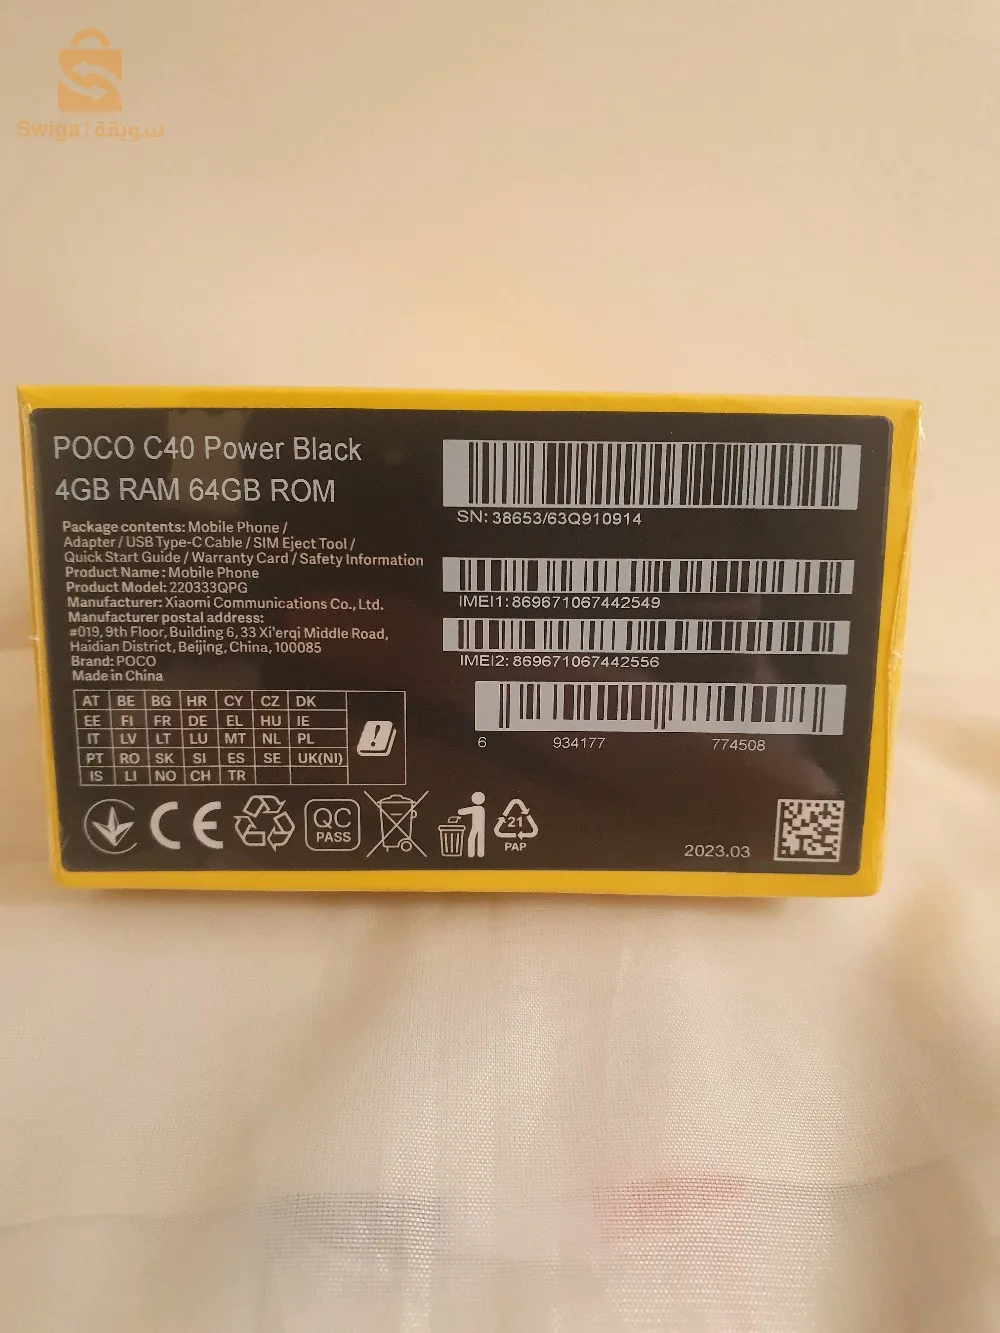 Swiga | سويقة
POCO C40 Power Black
4GB RAM 64GB ROM
Package contents: Mobile Phone /
Adapter / USB Type-C Cable / SIM Eject Tool /
Quick Start Guide / Warranty Card / Safety Information
Product Name: Mobile Phone
Product Model: 220333QPG
Manufacturer: Xiaomi Communications Co., Ltd.
Manufacturer postal address:
#019, 9th Floor, Building 6, 33 Xi'erqi Middle Road,
Haidian District, Beijing, China, 100085
Brand: POCO
Made in China
AT BE BG HR CY CZ DK
EE FI FR DE EL HU IE
IT LV LT LU MT NL PL
PT RO SK SI ES SE UK(NI)
IS LI NO CH TR
CE
QC
PASS
21
PAP
SN: 38653/63Q910914
IMEI1: 869671067442549
IMEI2: 869671067442556
6 934177 774508
2023.03